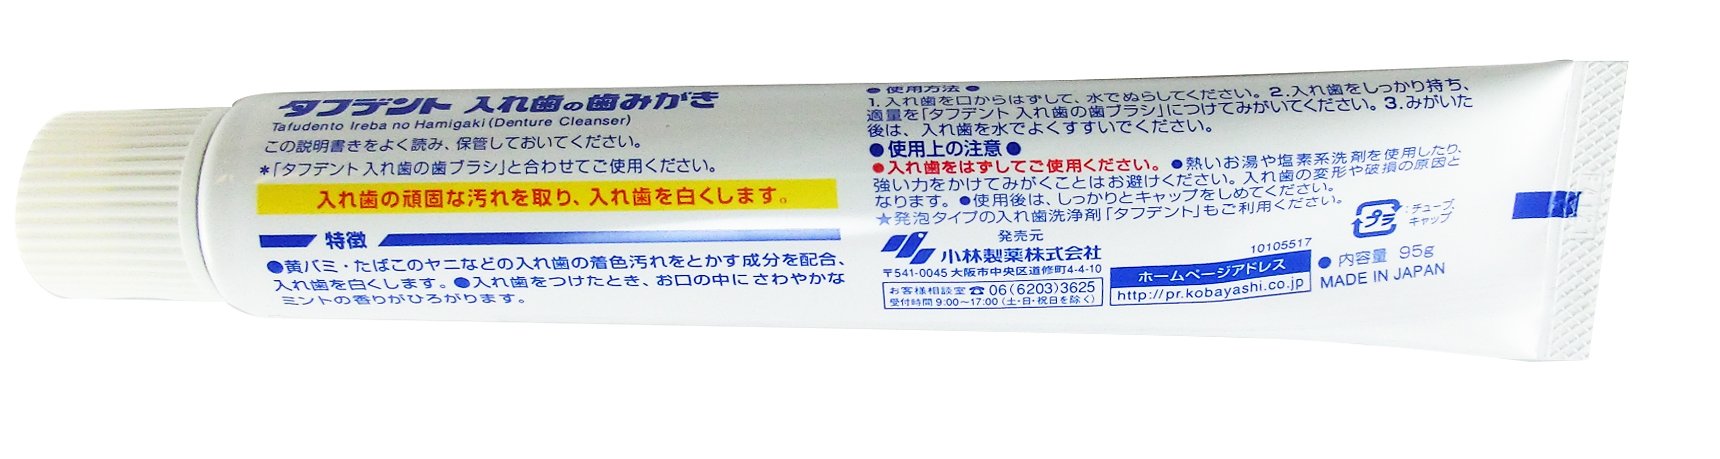 タフデント 入れ歯の歯みがき
Tafudento Ireba no Hamigaki (Denture Cleanser)
この説明書きをよく読み、保管しておいてください。
*「タフデント 入れ歯の歯ブラシ」と合わせてご使用ください。
入れ歯の頑固な汚れを取り、入れ歯を白くします。
特徴
●黄バミ・たばこのヤニなどの入れ歯の着色汚れをとかす成分を配合、
入れ歯を白くします。●入れ歯をつけたとき、お口の中にさわやかな
ミントの香りがひろがります。
●使用方法●
1.入れ歯を口からはずして、水でぬらしてください。2.入れ歯をしっかり持ち、
適量を「タフデント 入れ歯の歯ブラシ」につけてみがいてください。3.みがいた
後は、入れ歯を水でよくすすいでください。
●使用上の注意●
●入れ歯をはずしてご使用ください。●熱いお湯や塩素系洗剤を使用したり、
強い力をかけてみがくことはお避けください。入れ歯の変形や破損の原因と
なります。●使用後は、しっかりとキャップをしめてください。
★発泡タイプの入れ歯洗浄剤「タフデント」もご利用ください。
発売元
小林製薬株式会社
〒541-0045 大阪市中央区道修町4-4-10
お客様相談室☎06(6203)3625
受付時間 9:00〜17:00 (土・日・祝日を除く)
10105517
ホームページアドレス
http://pr.kobayashi.co.jp
プラ
:チューブ、
キャップ
●内容量 95g
MADE IN JAPAN